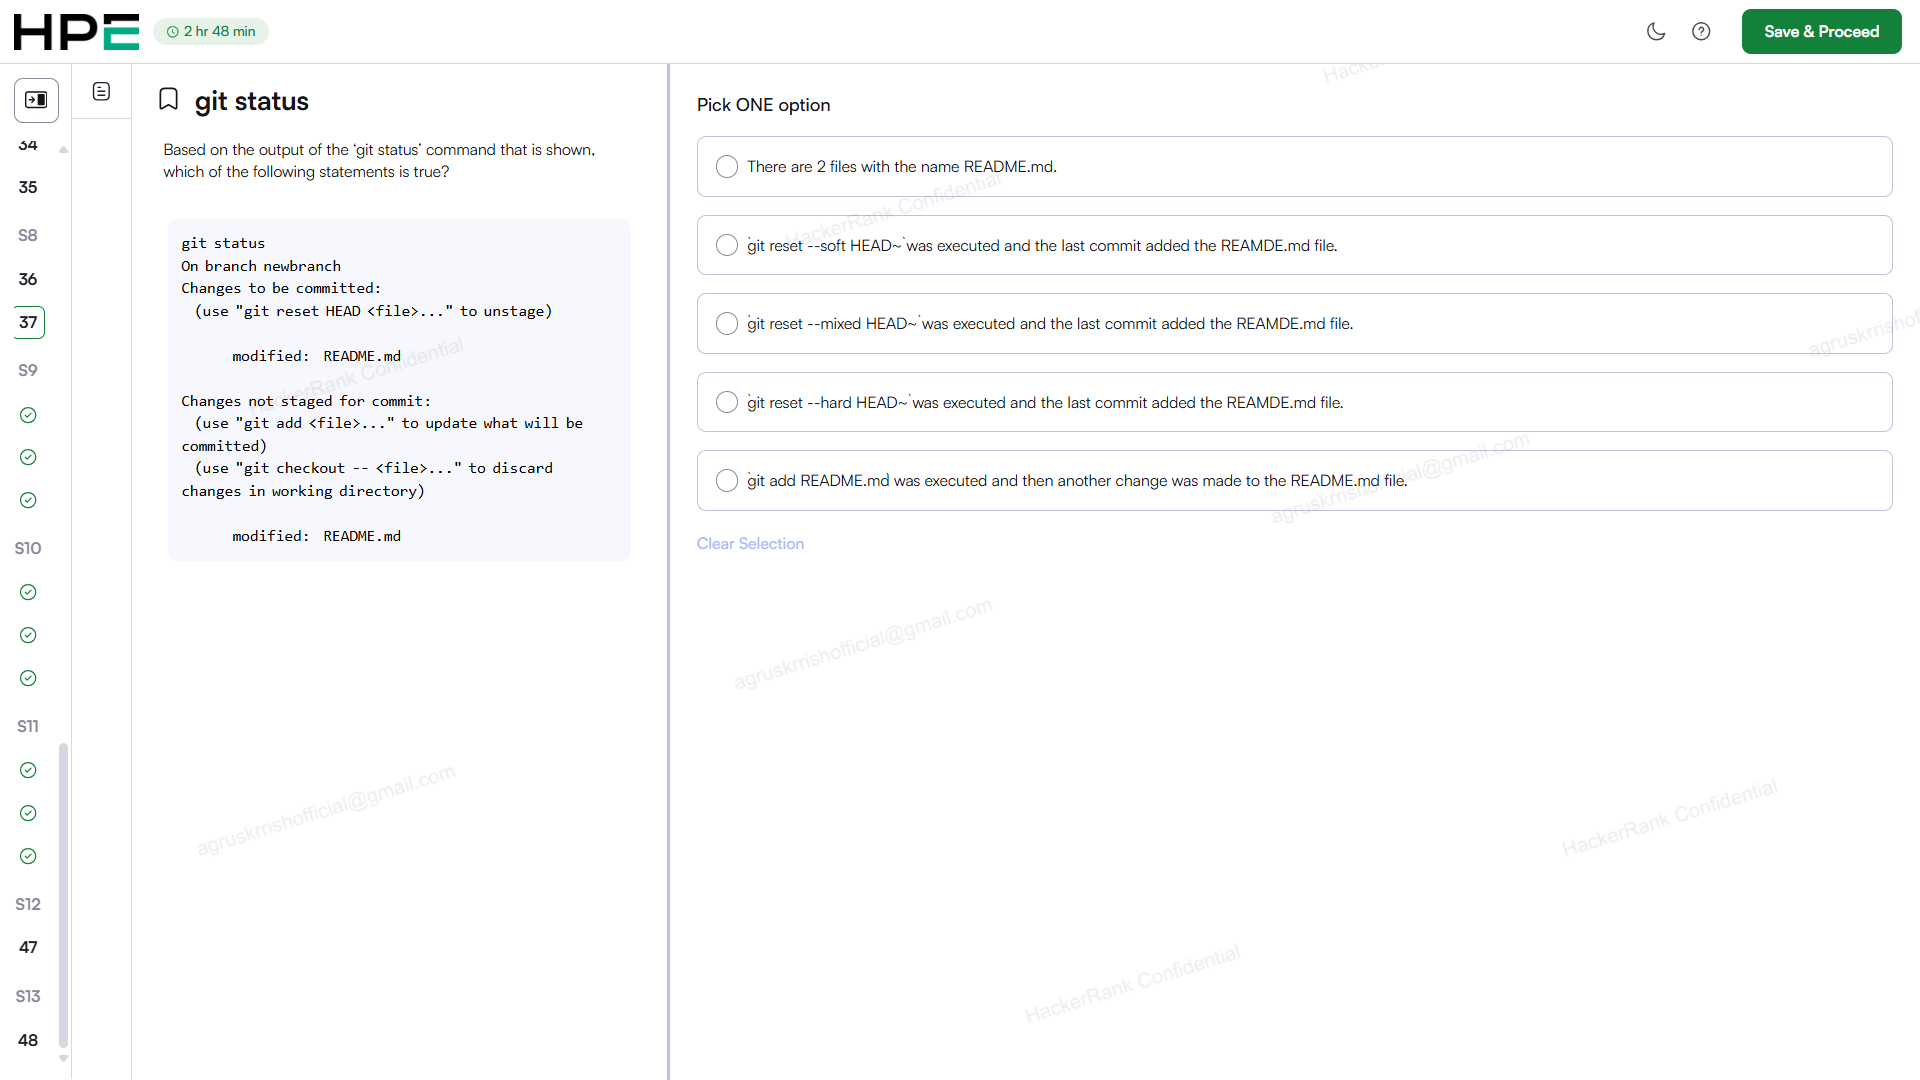 HPE
2 hr 48 min
Save & Proceed
34
35
S8
36
37
S9
S10
S11
S12
47
S13
48
git status
Based on the output of the ‘git status’ command that is shown,
which of the following statements is true?
git status
On branch newbranch
Changes to be committed:
(use "git reset HEAD <file>..." to unstage)
modified: README.md
Changes not staged for commit:
(use "git add <file>..." to update what will be
committed)
(use "git checkout -- <file>..." to discard
changes in working directory)
modified: README.md
Pick ONE option
There are 2 files with the name README.md.
`git reset --soft HEAD~` was executed and the last commit added the REAMDE.md file.
`git reset --mixed HEAD~` was executed and the last commit added the REAMDE.md file.
`git reset --hard HEAD~` was executed and the last commit added the REAMDE.md file.
`git add README.md` was executed and then another change was made to the README.md file.
Clear Selection
HackerRank Confidential
HackerRank Confidential
agruskrrishofficial@gmail.com
agruskrrishofficial@gmail.com
agruskrrishofficial@gmail.com
HackerRank Confidential
HackerRank Confidential